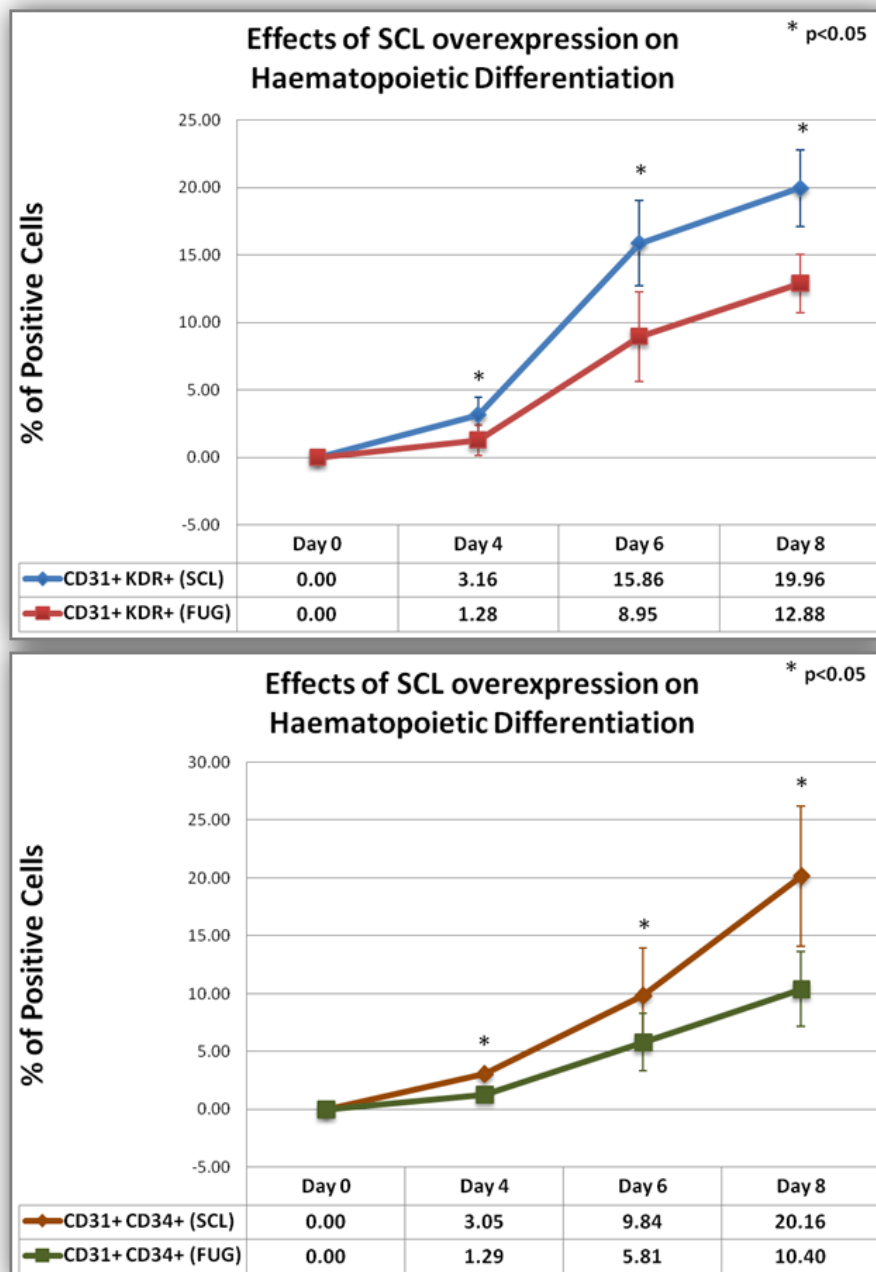 Effects of SCL overexpression on
Haematopoietic Differentiation
* p<0.05
% of Positive Cells
25.00
*
20.00
*
15.00
10.00
5.00
*
0.00
-5.00
Day 0 Day 4 Day 6 Day 8
CD31+ KDR+ (SCL) 0.00 3.16 15.86 19.96
CD31+ KDR+ (FUG) 0.00 1.28 8.95 12.88
Effects of SCL overexpression on
Haematopoietic Differentiation
* p<0.05
% of Positive Cells
30.00
*
25.00
20.00
15.00
*
10.00
5.00
*
0.00
-5.00
Day 0 Day 4 Day 6 Day 8
CD31+ CD34+ (SCL) 0.00 3.05 9.84 20.16
CD31+ CD34+ (FUG) 0.00 1.29 5.81 10.40